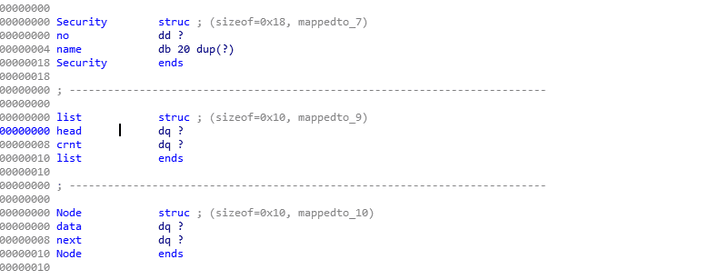 00000000
00000000 Security struc ; (sizeof=0x18, mappedto_7)
00000000 no dd ?
00000004 name db 20 dup(?)
00000018 Security ends
00000018
00000000 ; ---------------------------------------------------------------------------
00000000
00000000 list struc ; (sizeof=0x10, mappedto_9)
00000000 head dq ?
00000008 crnt dq ?
00000010 list ends
00000010
00000000 ; ---------------------------------------------------------------------------
00000000
00000000 Node struc ; (sizeof=0x10, mappedto_10)
00000000 data dq ?
00000008 next dq ?
00000010 Node ends
00000010